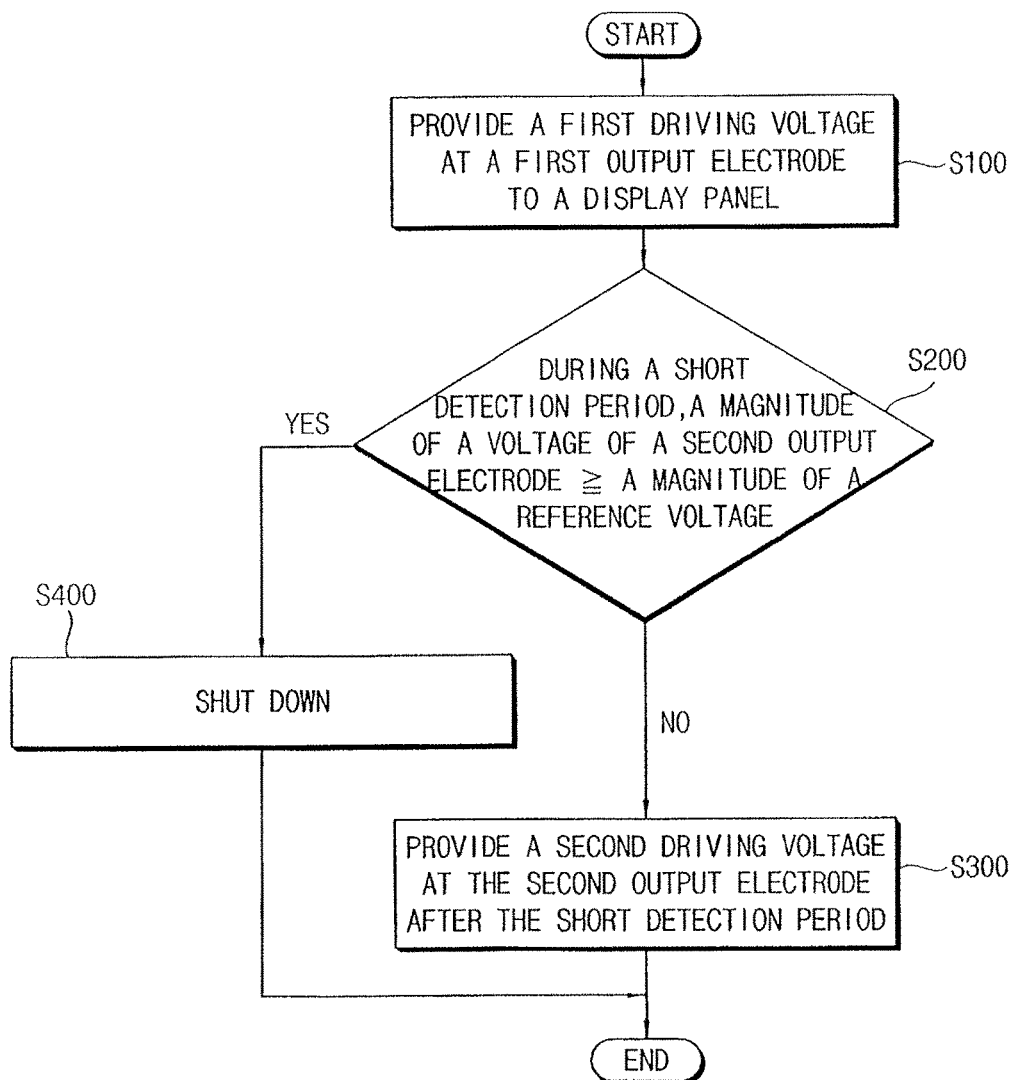 START
PROVIDE A FIRST DRIVING VOLTAGE
AT A FIRST OUTPUT ELECTRODE
TO A DISPLAY PANEL
S100
DURING A SHORT
DETECTION PERIOD, A MAGNITUDE
OF A VOLTAGE OF A SECOND OUTPUT
ELECTRODE ≧ A MAGNITUDE OF A
REFERENCE VOLTAGE
S200
YES
S400
SHUT DOWN
NO
PROVIDE A SECOND DRIVING VOLTAGE
AT THE SECOND OUTPUT ELECTRODE
AFTER THE SHORT DETECTION PERIOD
S300
END